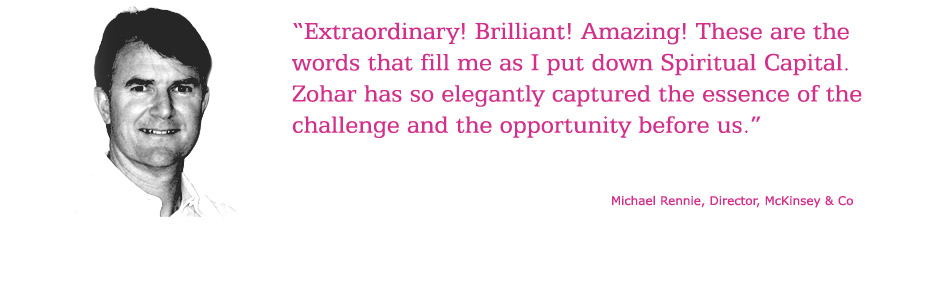 “Extraordinary! Brilliant! Amazing! These are the
words that fill me as I put down Spiritual Capital.
Zohar has so elegantly captured the essence of the
challenge and the opportunity before us.”
Michael Rennie, Director, McKinsey & Co